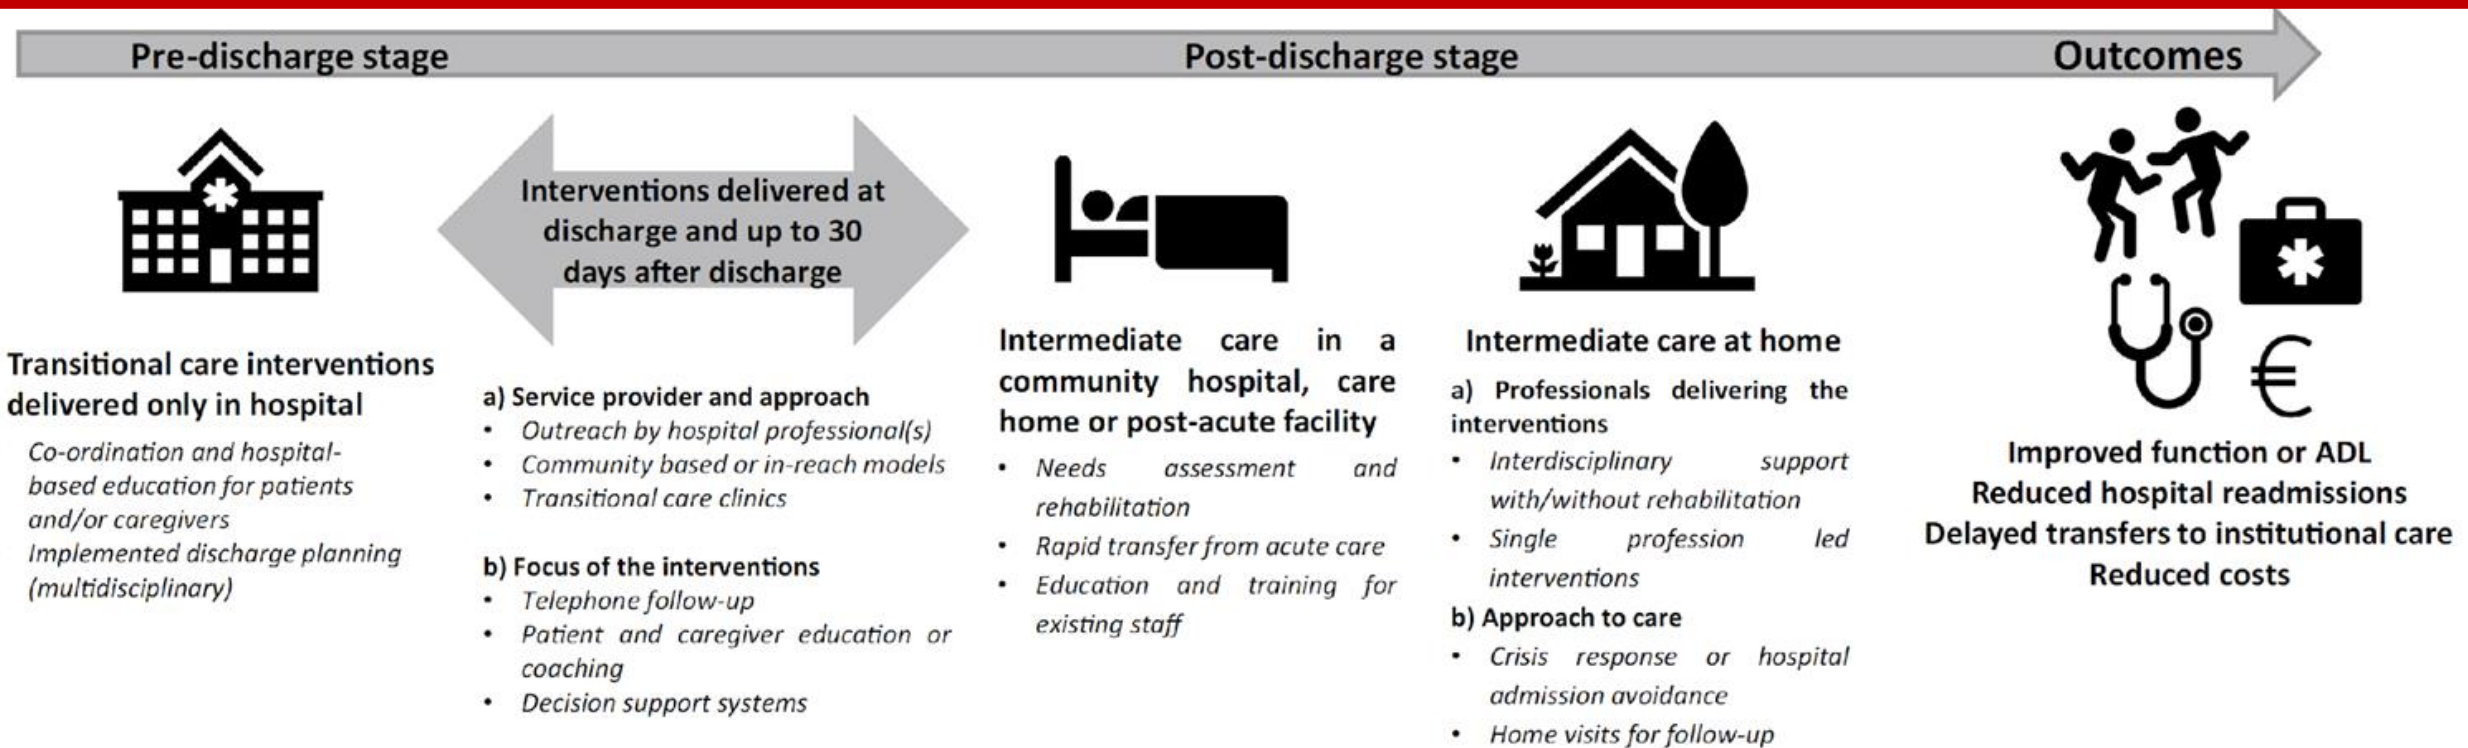 Pre-discharge stage
Post-discharge stage
Outcomes
Transitional care interventions
delivered only in hospital
Co-ordination and hospital-
based education for patients
and/or caregivers
Implemented discharge planning
(multidisciplinary)
Interventions delivered at
discharge and up to 30
days after discharge
a) Service provider and approach
• Outreach by hospital professional(s)
• Community based or in-reach models
• Transitional care clinics
b) Focus of the interventions
• Telephone follow-up
• Patient and caregiver education or
coaching
• Decision support systems
Intermediate care in a
community hospital, care
home or post-acute facility
• Needs assessment and
rehabilitation
• Rapid transfer from acute care
• Education and training for
existing staff
Intermediate care at home
a) Professionals delivering the
interventions
• Interdisciplinary support
with/without rehabilitation
• Single profession led
interventions
b) Approach to care
• Crisis response or hospital
admission avoidance
• Home visits for follow-up
€
Improved function or ADL
Reduced hospital readmissions
Delayed transfers to institutional care
Reduced costs